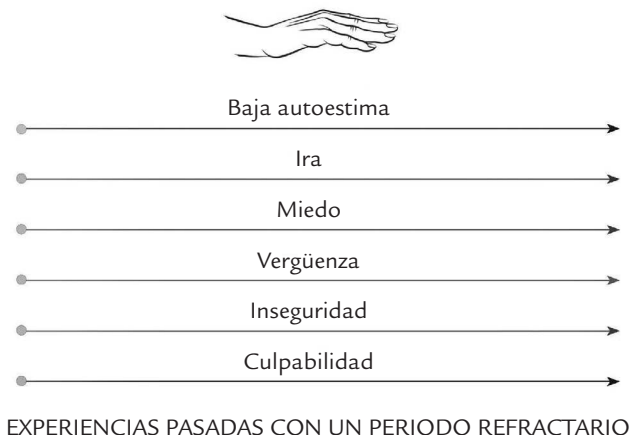 Baja autoestima
Ira
Miedo
Vergüenza
Inseguridad
Culpabilidad
EXPERIENCIAS PASADAS CON UN PERIODO REFRACTARIO